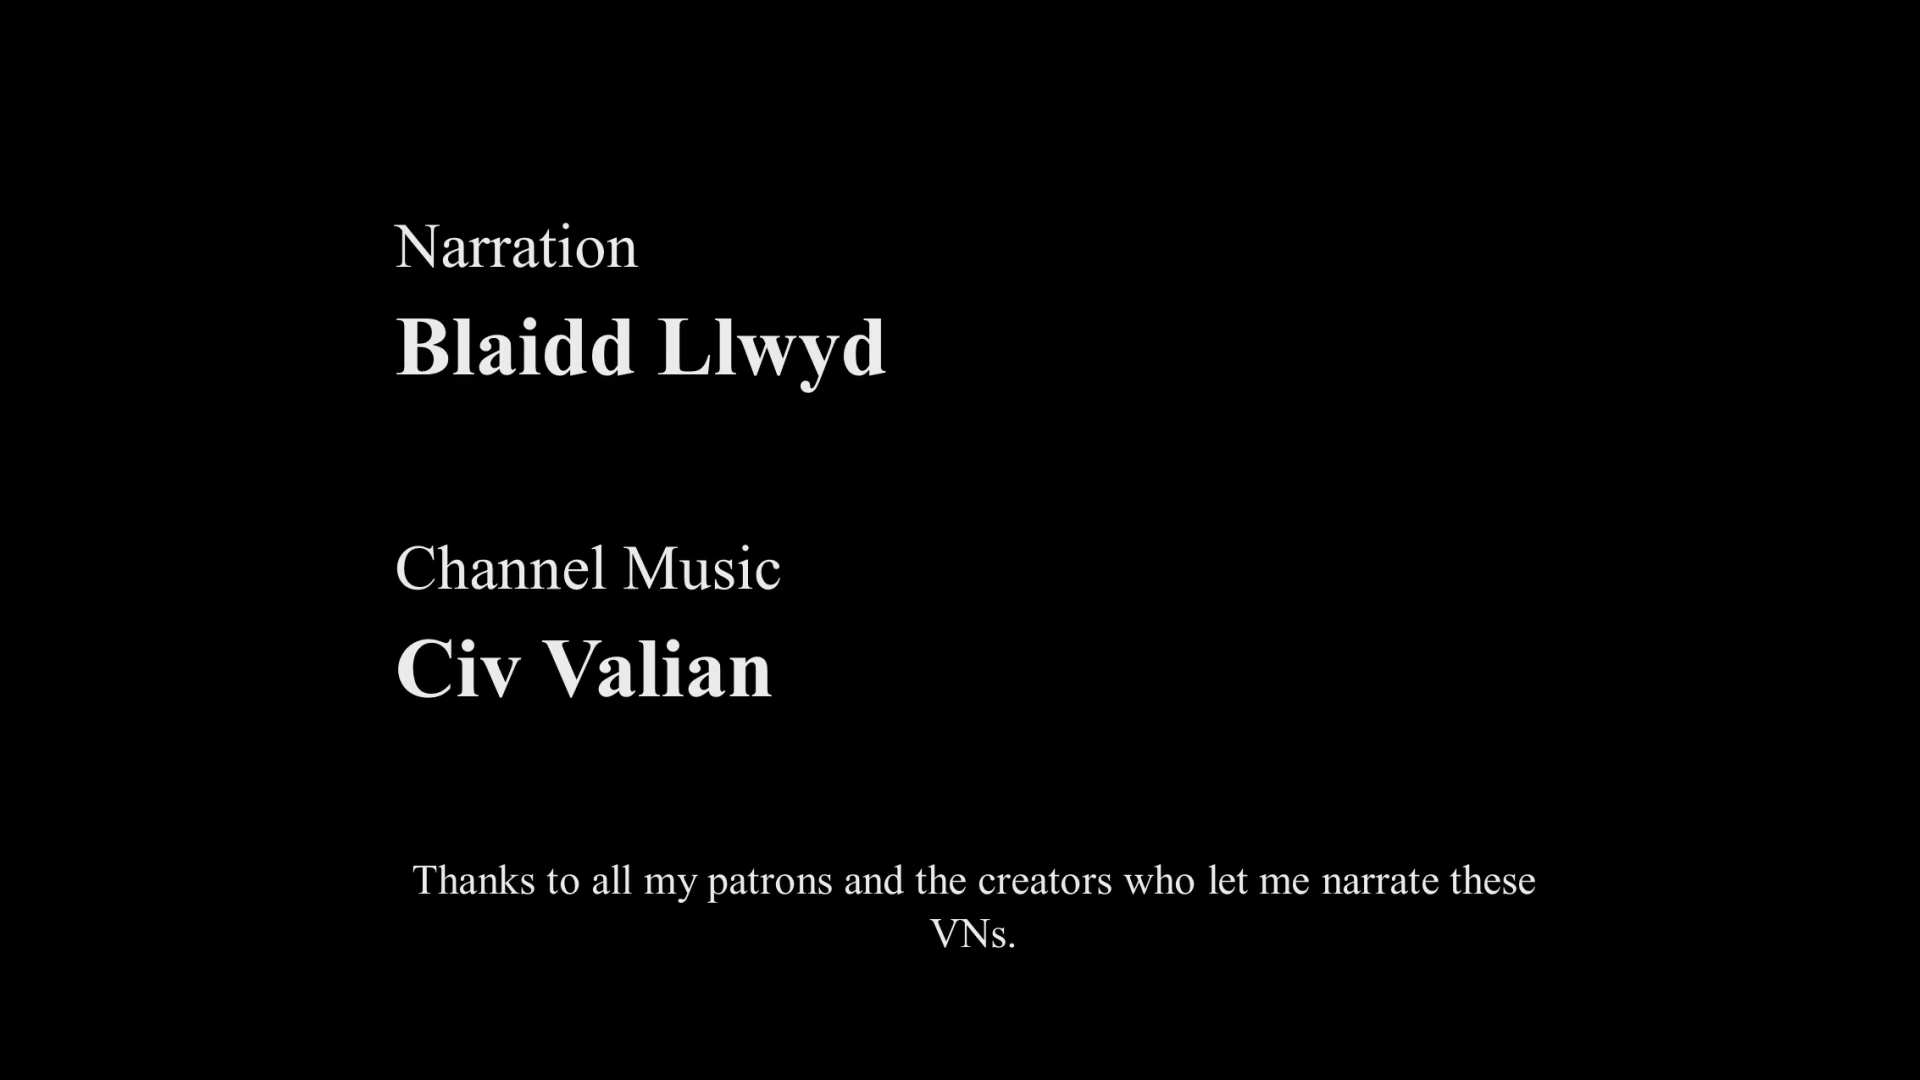 Narration
Blaidd Llwyd
Channel Music
Civ Valian
Thanks to all my patrons and the creators who let me narrate these
VNs.